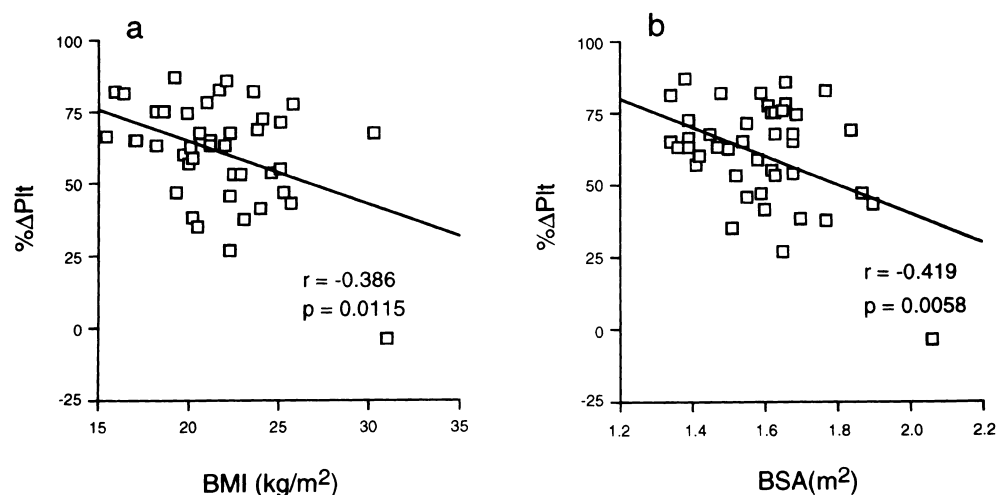 a
100
75
50
25
0
-25
%ΔPlt
r = -0.386
p = 0.0115
15 20 25 30 35
BMI (kg/m²)
b
100
75
50
25
0
-25
%ΔPlt
r = -0.419
p = 0.0058
1.2 1.4 1.6 1.8 2.0 2.2
BSA(m²)